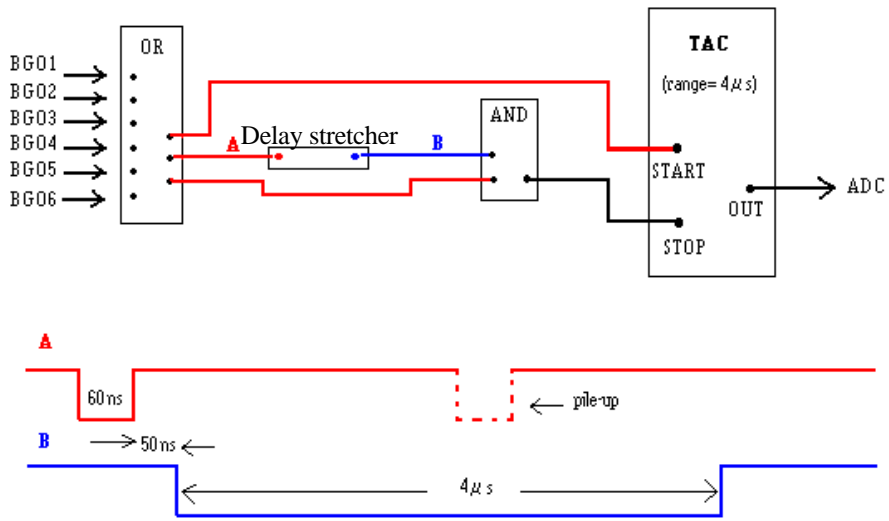 OR
BGO1
BGO2
BGO3
BGO4
BGO5
BGO6
A
Delay stretcher
B
AND
TAC
(range= 4μs)
START
STOP
OUT
ADC
A
60ns
pile-up
B
50ns
4μs